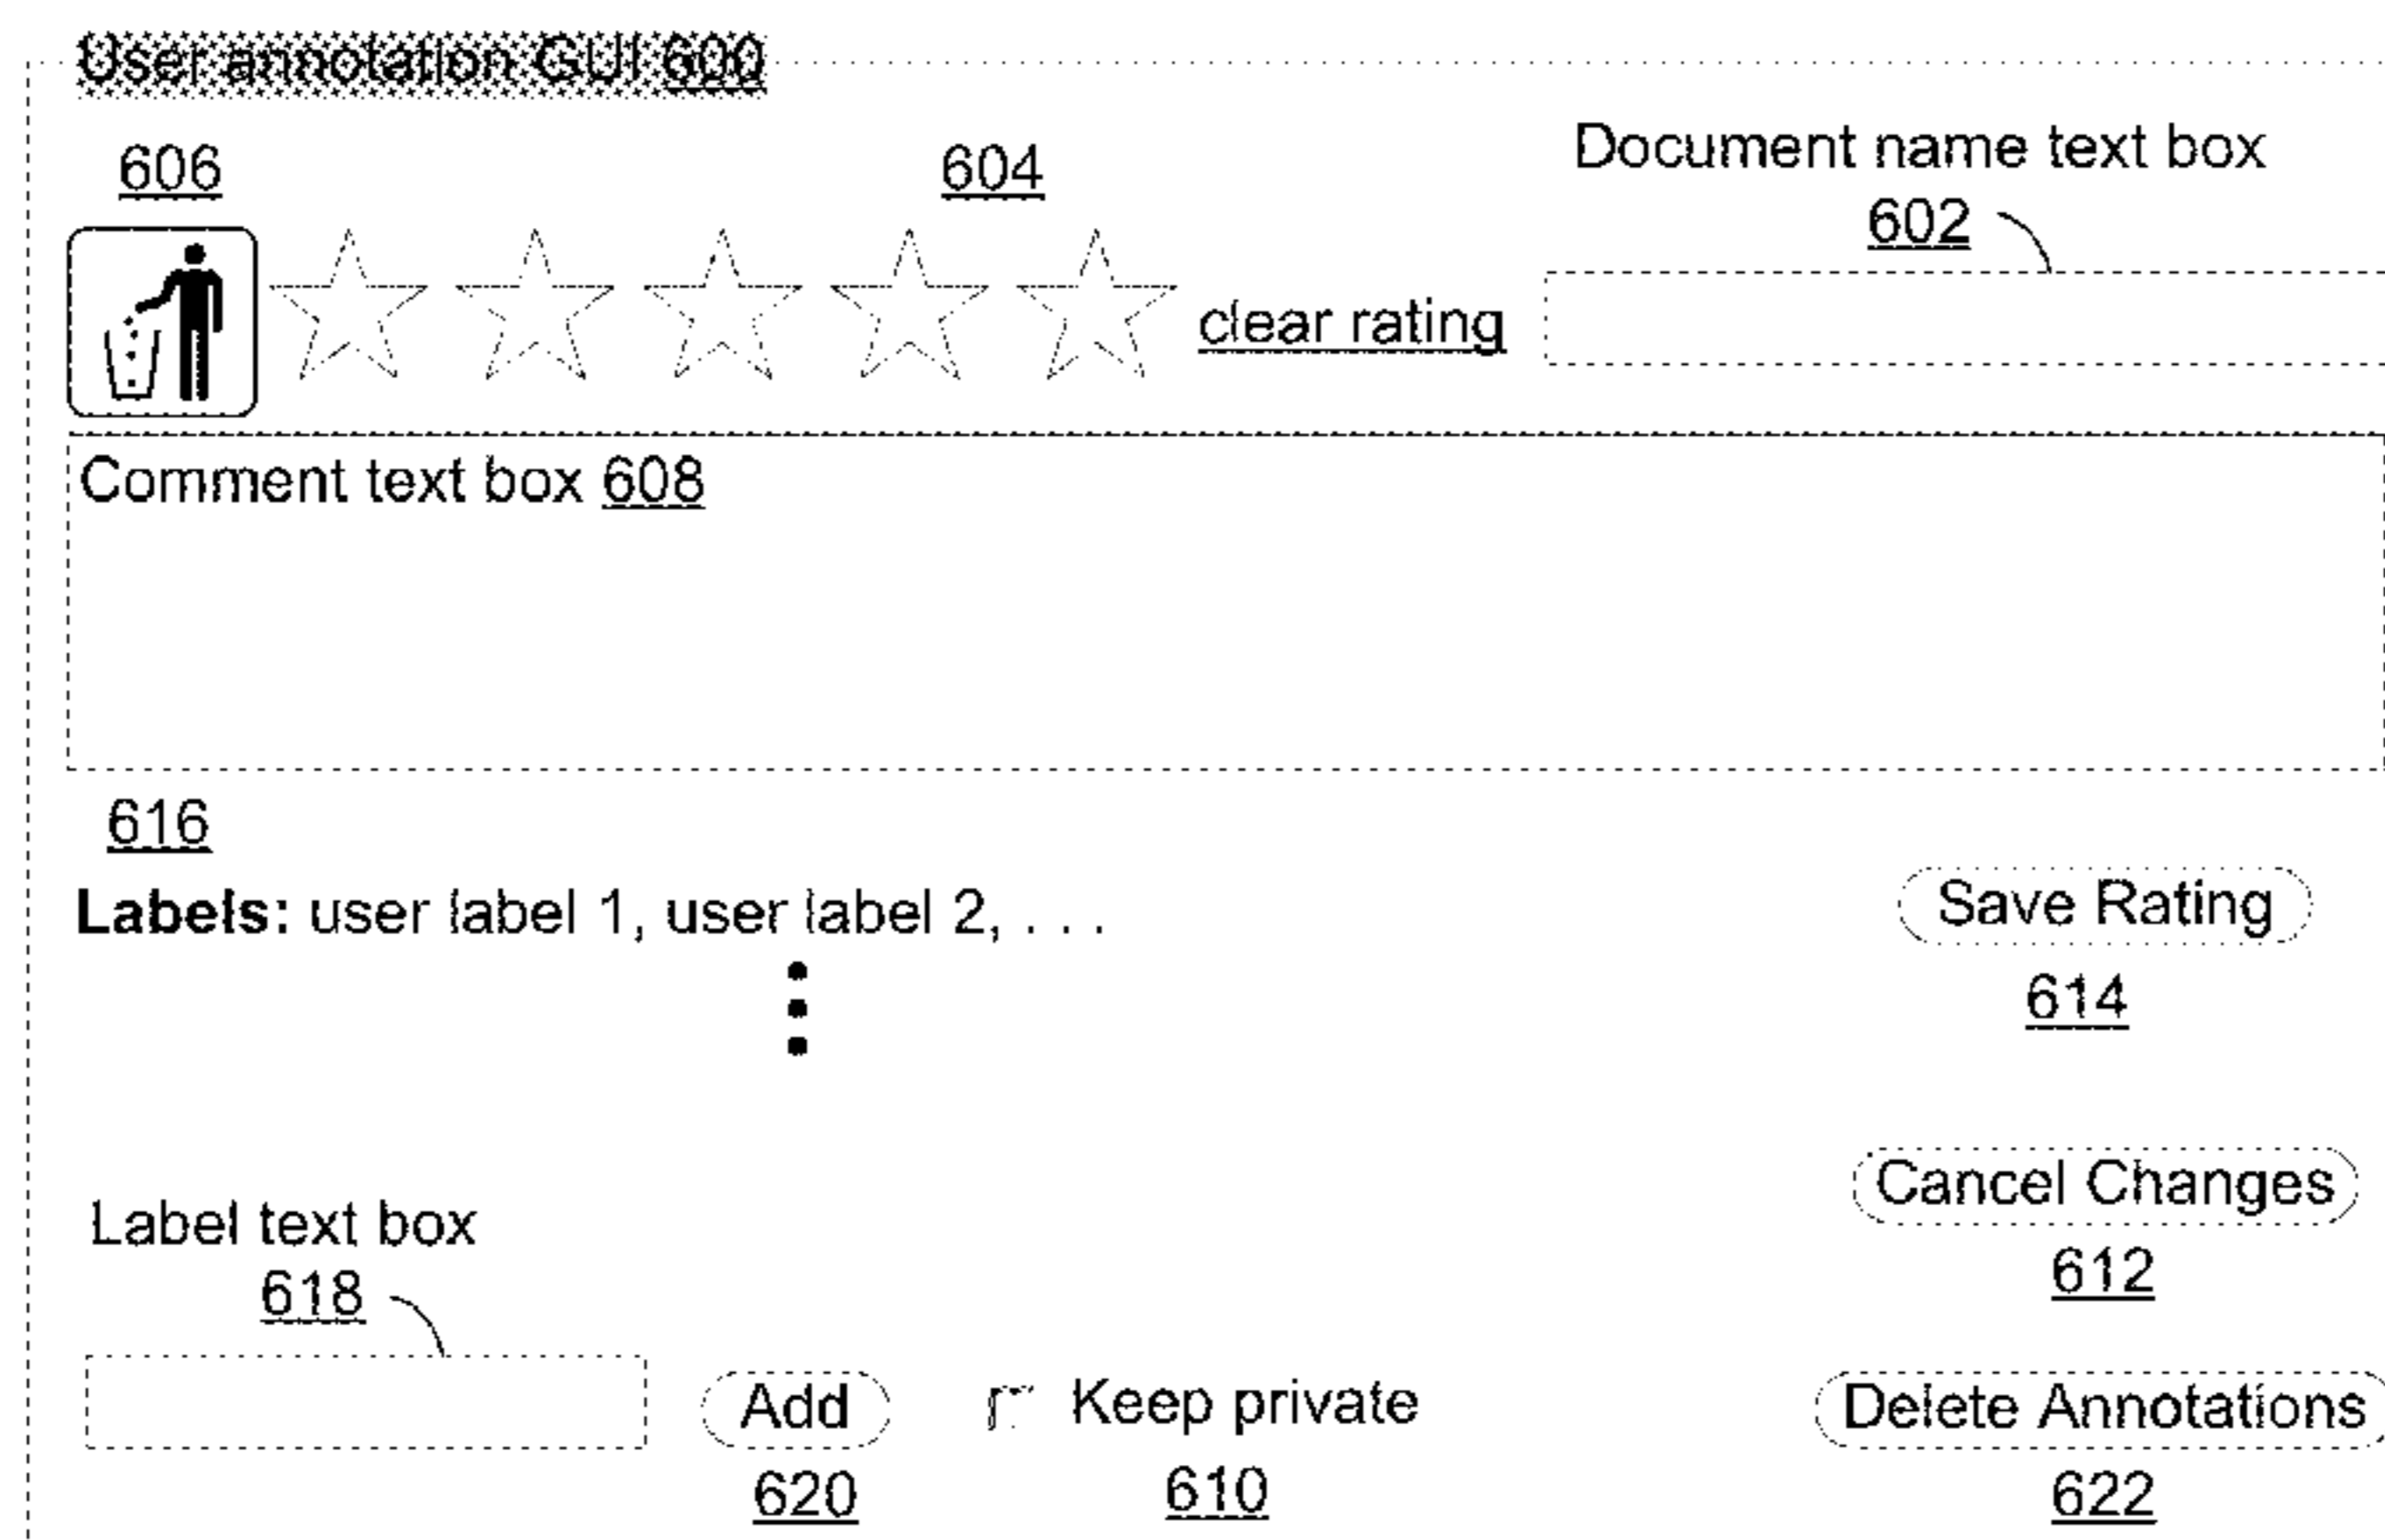 User annotation GUI 600
606
604
Document name text box
602
clear rating
Comment text box 608
616
Labels: user label 1, user label 2, . . .
Save Rating
614
Cancel Changes
612
Label text box
618
Add
Keep private
Delete Annotations
620
610
622